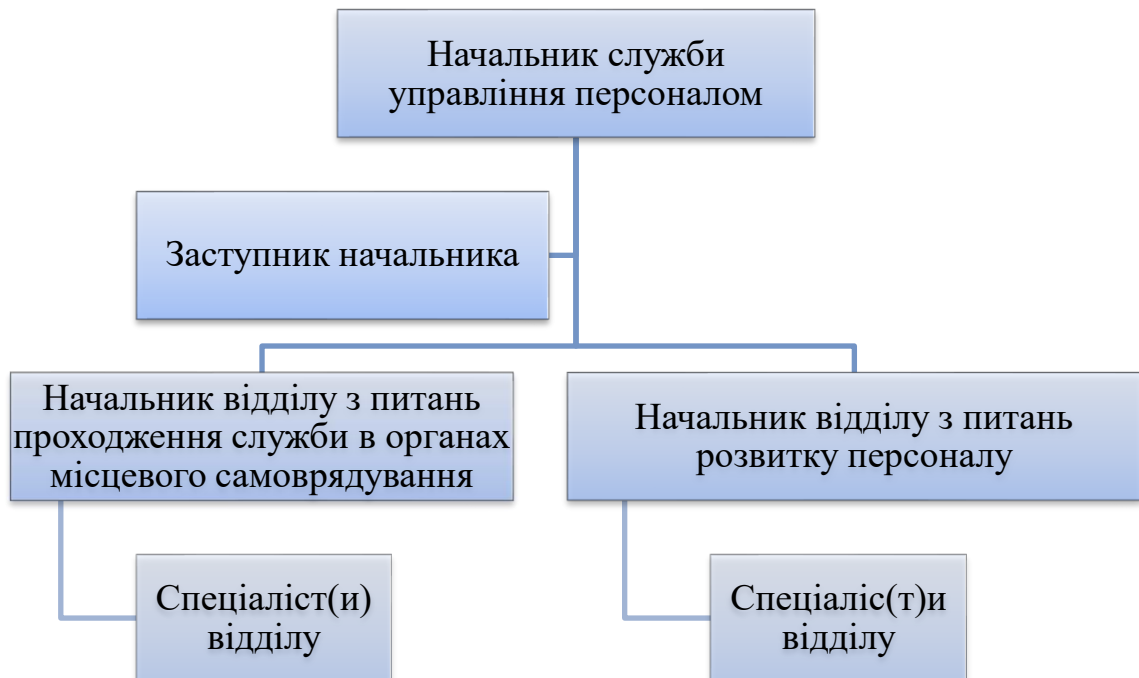 Начальник служби
управління персоналом
Заступник начальника
Начальник відділу з питань
проходження служби в органах
місцевого самоврядування
Начальник відділу з питань
розвитку персоналу
Спеціаліст(и)
відділу
Спеціаліс(т)и
відділу